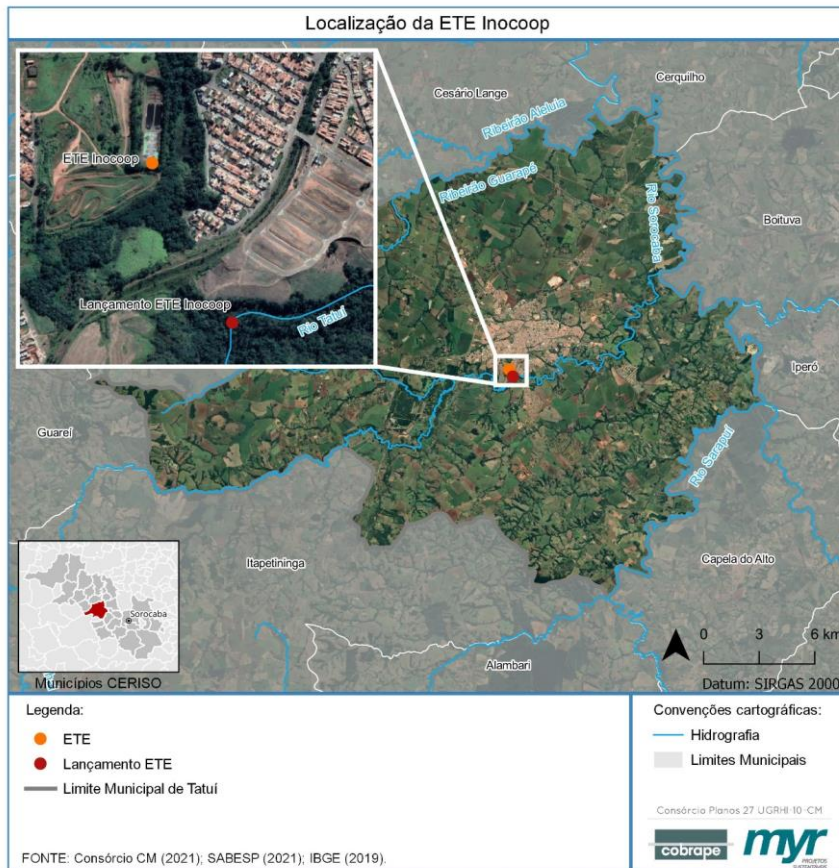 Localização da ETE Inocoop
Cesário Lange
Cerquilho
Ribeirão Aleluia
ETE Inocoop
Ribeirão Guarapé
Rio Sorocaba
Boituva
Lançamento ETE Inocoop
Rio Tatuí
Iperó
Guareí
Rio Sarapuí
Itapetininga
Capela do Alto
Sorocaba
Alambari
0 3 6 km
Municípios CERISO
Datum: SIRGAS 2000
Legenda:
ETE
Lançamento ETE
Limite Municipal de Tatuí
FONTE: Consórcio CM (2021); SABESP (2021); IBGE (2019).
Convenções cartográficas:
Hidrografia
Limites Municipais
Consórcio Planos 27 UGRHI-10-CM
cobrape
myr
PROJETOS
SUSTENTÁVEIS